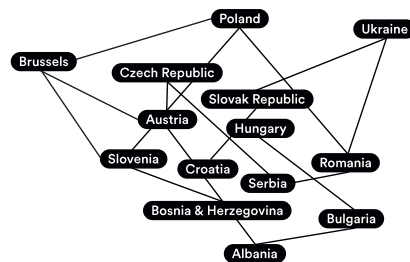 Poland
Ukraine
Brussels
Czech Republic
Slovak Republic
Austria
Hungary
Slovenia
Croatia
Romania
Serbia
Bosnia & Herzegovina
Bulgaria
Albania